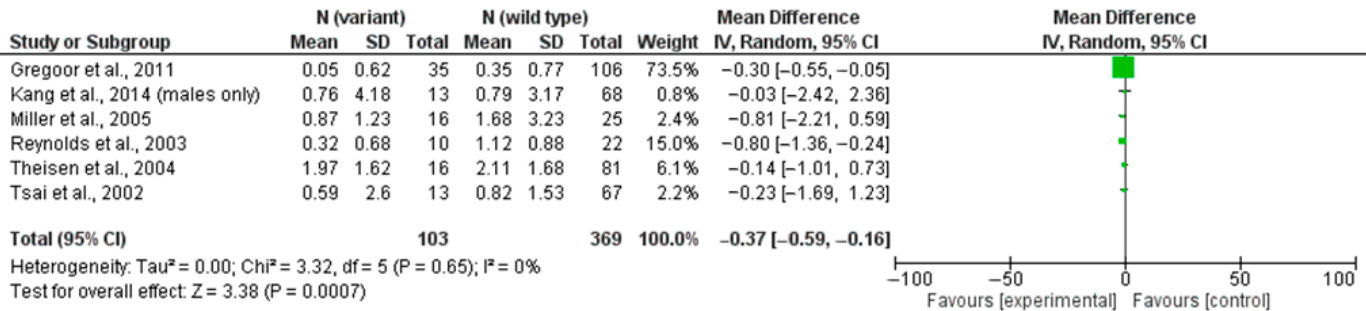 N (variant) N (wild type) Mean Difference Mean Difference
Study or Subgroup Mean SD Total Mean SD Total Weight IV, Random, 95% CI IV, Random, 95% CI
Gregoor et al., 2011 0.05 0.62 35 0.35 0.77 106 73.5% −0.30 [−0.55, −0.05]
Kang et al., 2014 (males only) 0.76 4.18 13 0.79 3.17 68 0.8% −0.03 [−2.42, 2.36]
Miller et al., 2005 0.87 1.23 16 1.68 3.23 25 2.4% −0.81 [−2.21, 0.59]
Reynolds et al., 2003 0.32 0.68 10 1.12 0.88 22 15.0% −0.80 [−1.36, −0.24]
Theisen et al., 2004 1.97 1.62 16 2.11 1.68 81 6.1% −0.14 [−1.01, 0.73]
Tsai et al., 2002 0.59 2.6 13 0.82 1.53 67 2.2% −0.23 [−1.69, 1.23]
Total (95% CI) 103 369 100.0% −0.37 [−0.59, −0.16]
Heterogeneity: Tau² = 0.00; Chi² = 3.32, df = 5 (P = 0.65); I² = 0%
Test for overall effect: Z = 3.38 (P = 0.0007)
−100 −50 0 50 100
Favours [experimental] Favours [control]